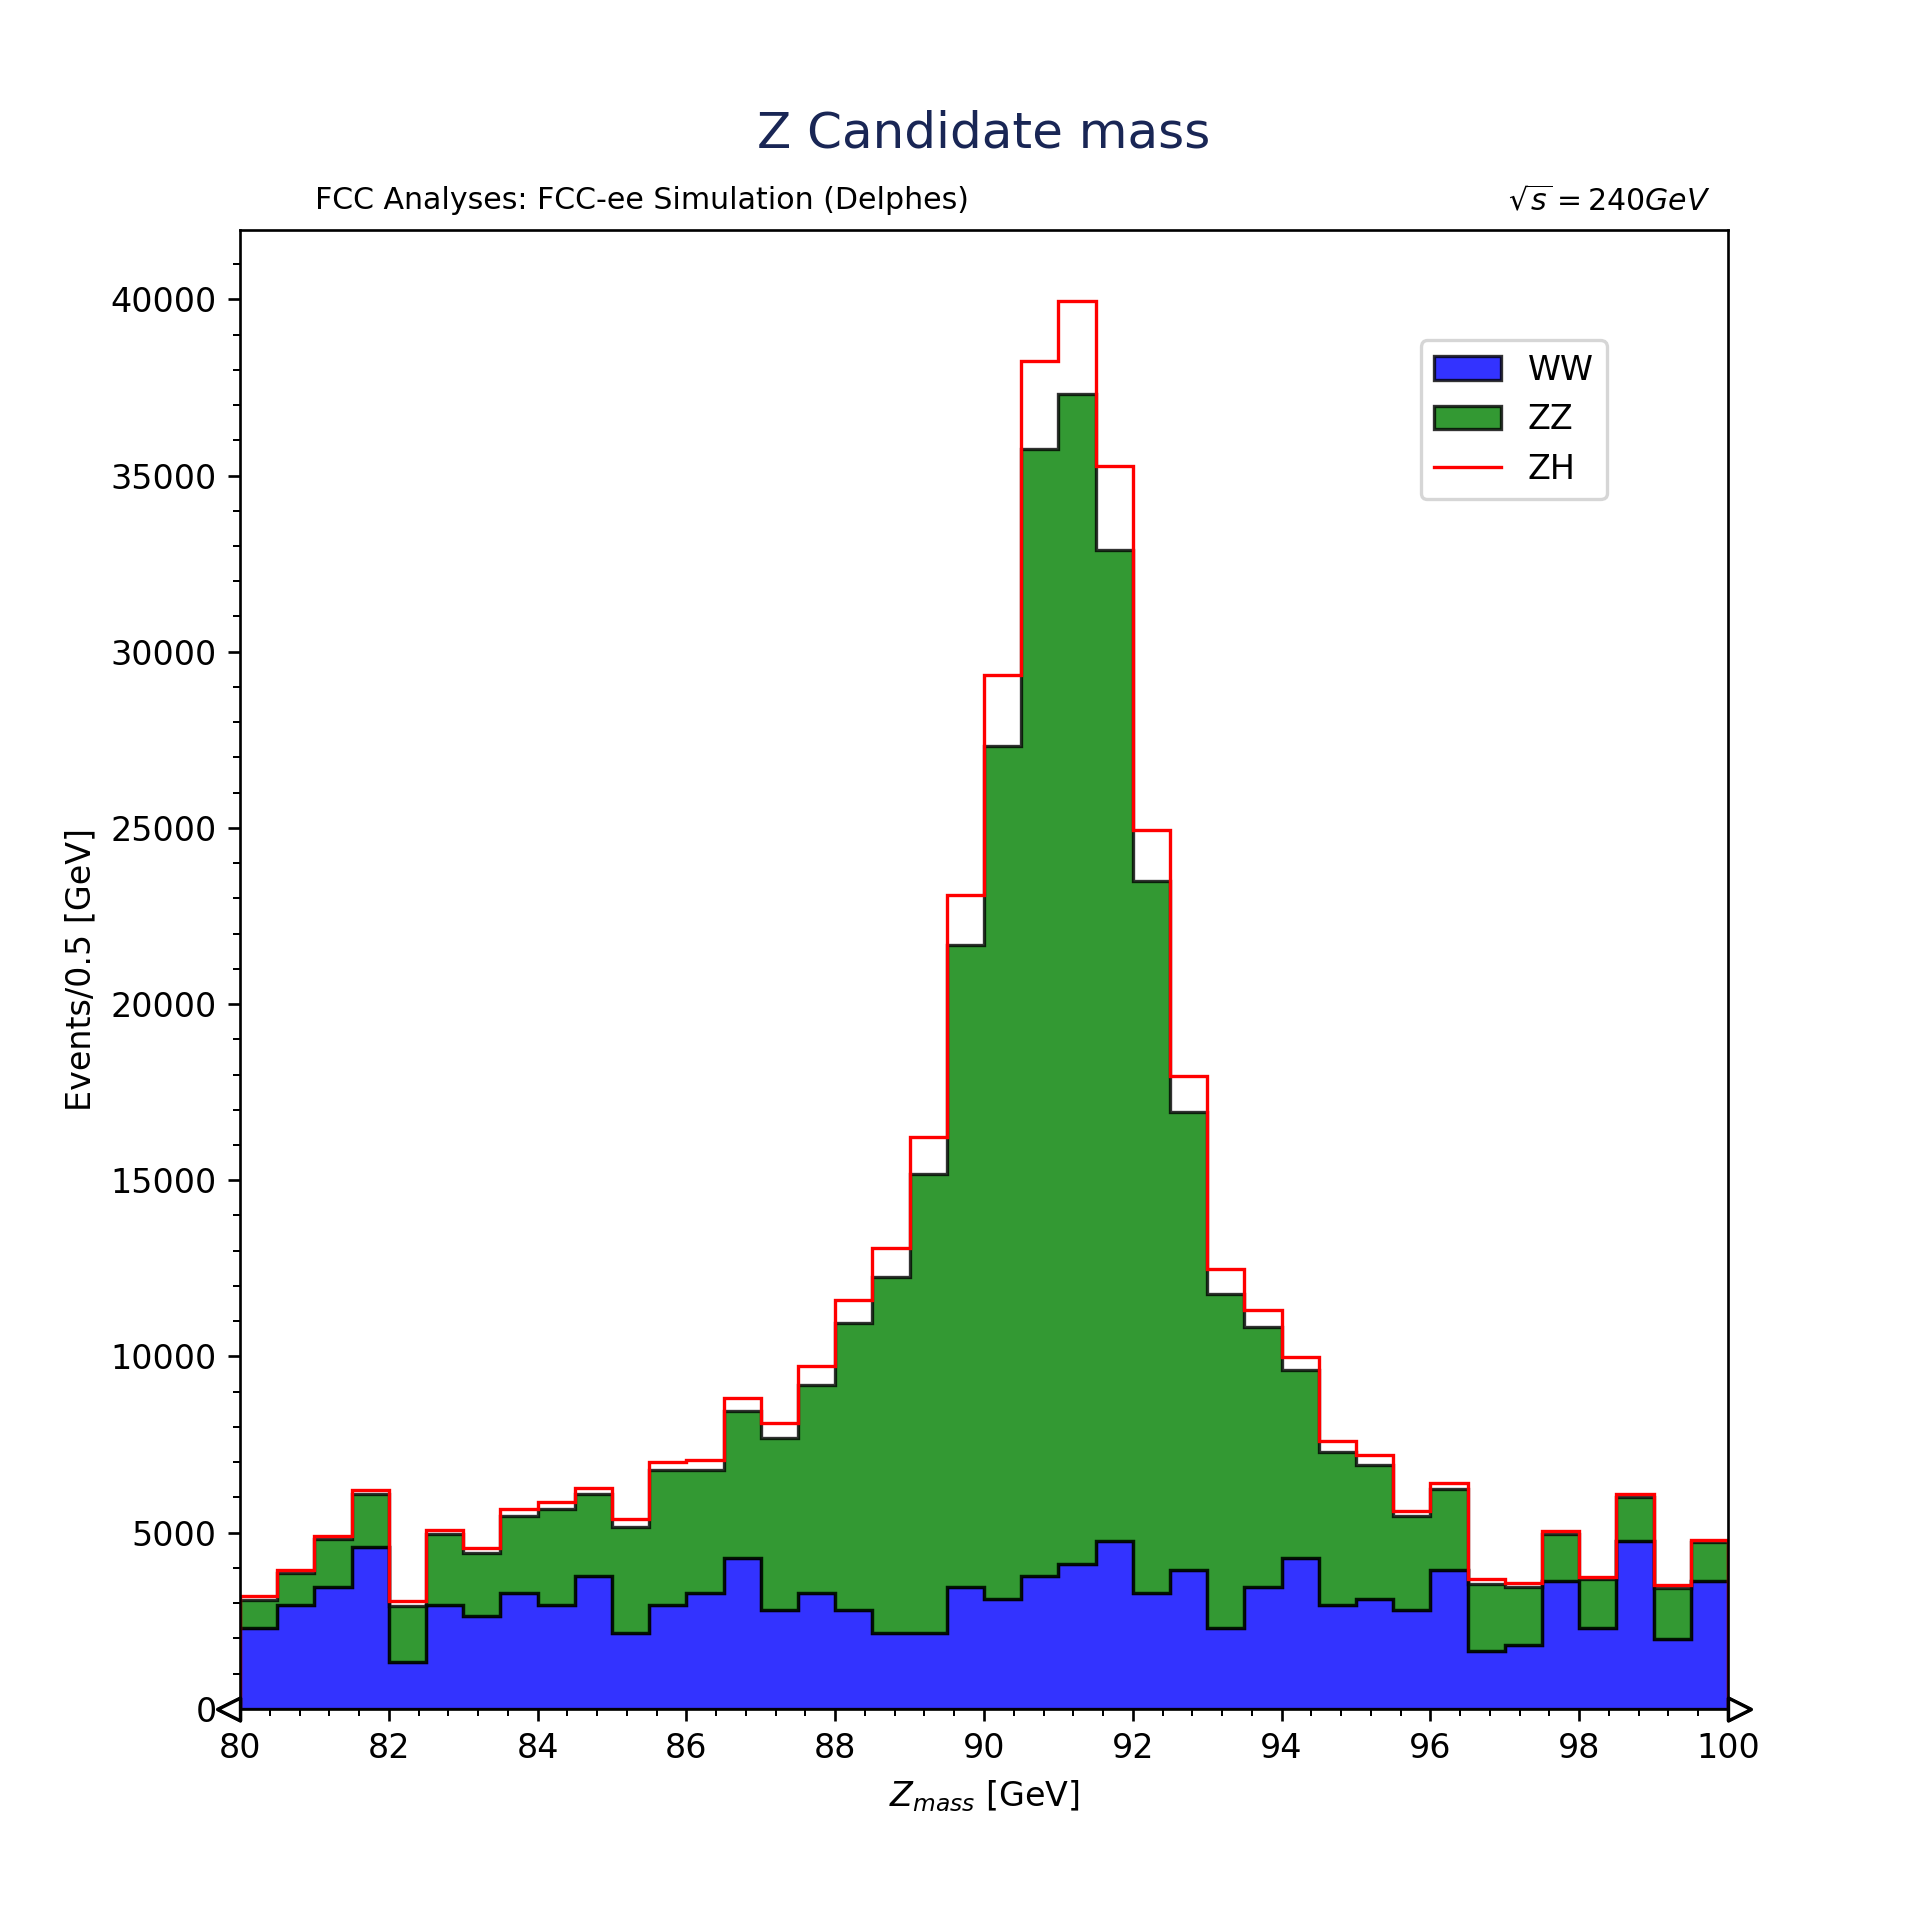 Z Candidate mass
FCC Analyses: FCC-ee Simulation (Delphes)
√s = 240GeV
40000
35000
30000
25000
20000
15000
10000
5000
0
Events/0.5 [GeV]
WW
ZZ
ZH
80 82 84 86 88 90 92 94 96 98 100
Zmass [GeV]